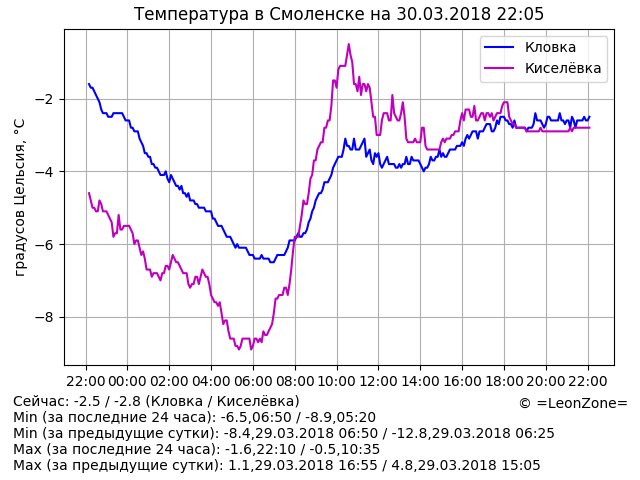 Температура в Смоленске на 30.03.2018 22:05
Кловка
Киселёвка
градусов Цельсия, °C
−2
−4
−6
−8
22:00 00:00 02:00 04:00 06:00 08:00 10:00 12:00 14:00 16:00 18:00 20:00 22:00
Сейчас: -2.5 / -2.8 (Кловка / Киселёвка)
© =LeonZone=
Min (за последние 24 часа): -6.5,06:50 / -8.9,05:20
Min (за предыдущие сутки): -8.4,29.03.2018 06:50 / -12.8,29.03.2018 06:25
Max (за последние 24 часа): -1.6,22:10 / -0.5,10:35
Max (за предыдущие сутки): 1.1,29.03.2018 16:55 / 4.8,29.03.2018 15:05